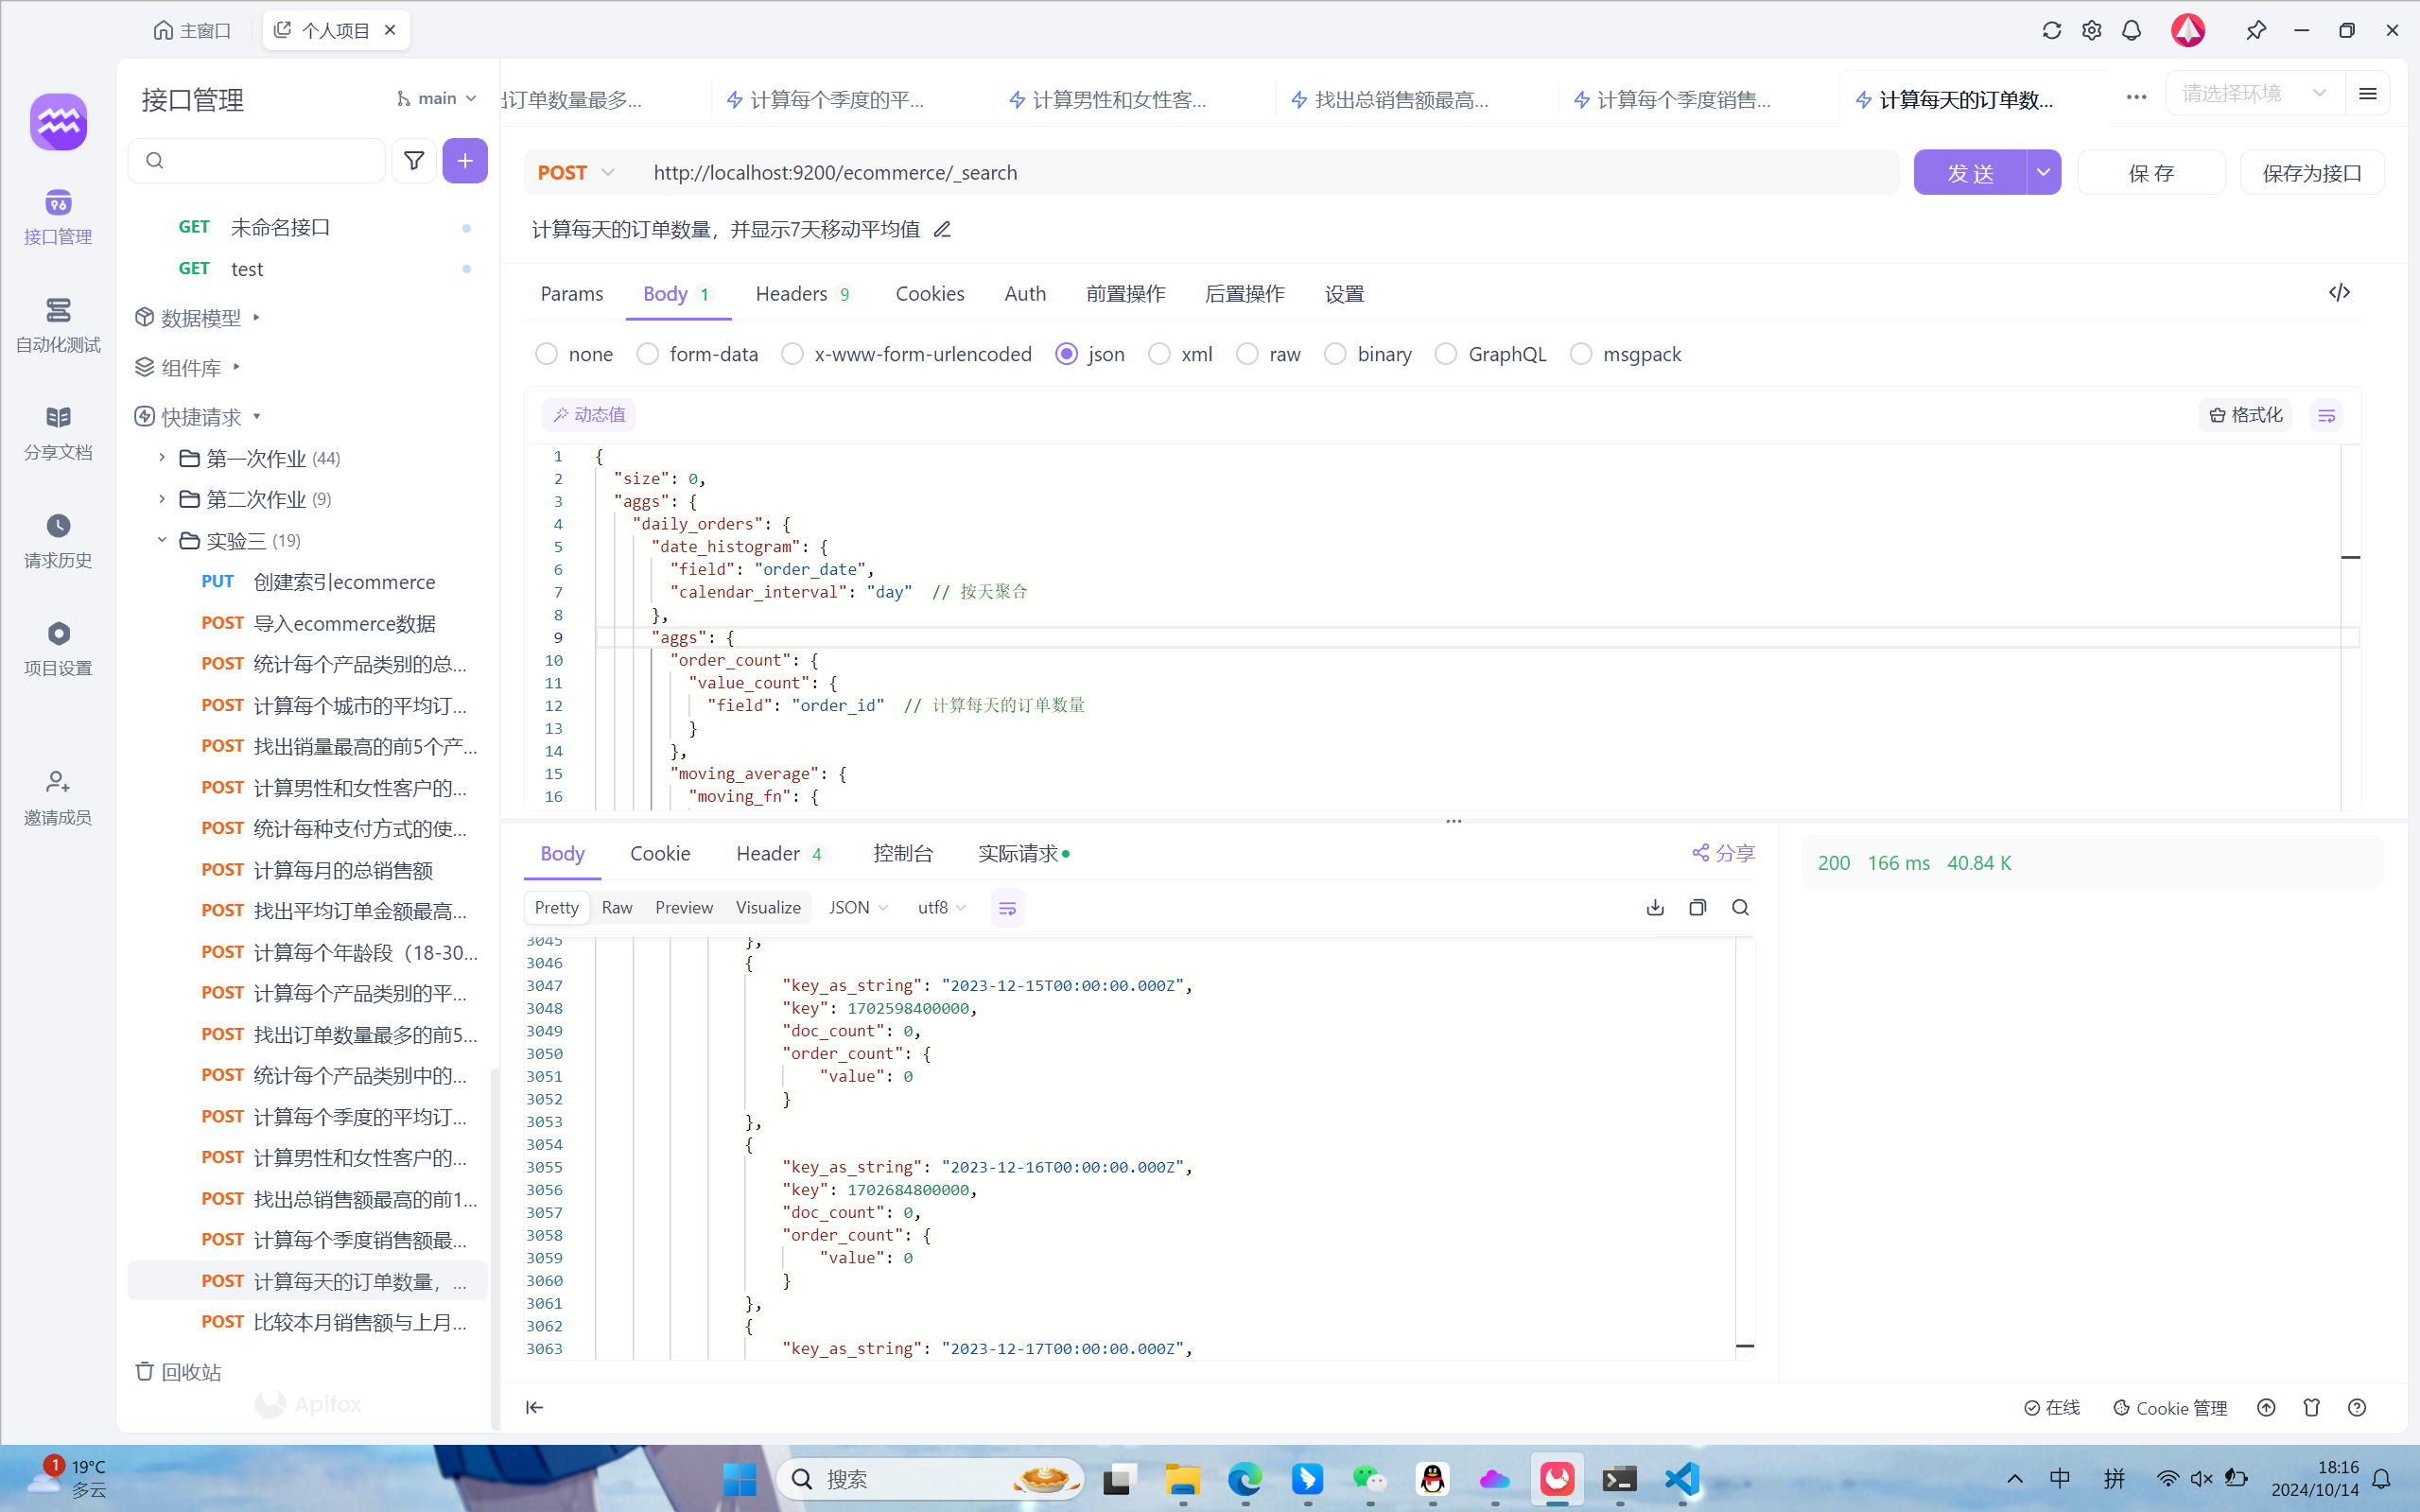 主窗口
个人项目
接口管理
main
GET 未命名接口
GET test
数据模型
组件库
快捷请求
第一次作业 (44)
第二次作业 (9)
实验三 (19)
PUT 创建索引ecommerce
POST 导入ecommerce数据
POST 统计每个产品类别的总...
POST 计算每个城市的平均订...
POST 找出销量最高的前5个产...
POST 计算男性和女性客户的...
POST 统计每种支付方式的使...
POST 计算每月的总销售额
POST 找出平均订单金额最高...
POST 计算每个年龄段（18-30...
POST 计算每个产品类别的平...
POST 找出订单数量最多的前5...
POST 统计每个产品类别中的...
POST 计算每个季度的平均订...
POST 计算男性和女性客户的...
POST 找出总销售额最高的前1...
POST 计算每个季度销售额最...
POST 计算每天的订单数量，...
POST 比较本月销售额与上月...
回收站
Apifox
接口管理
自动化测试
分享文档
请求历史
项目设置
邀请成员
出订单数量最多...
计算每个季度的平...
计算男性和女性客...
找出总销售额最高...
计算每个季度销售...
计算每天的订单数...
请选择环境
POST http://localhost:9200/ecommerce/_search
发 送
保 存
保存为接口
计算每天的订单数量，并显示7天移动平均值
Params Body 1 Headers 9 Cookies Auth 前置操作 后置操作 设置
none form-data x-www-form-urlencoded json xml raw binary GraphQL msgpack
动态值
格式化
1 {
2 "size": 0,
3 "aggs": {
4 "daily_orders": {
5 "date_histogram": {
6 "field": "order_date",
7 "calendar_interval": "day" // 按天聚合
8 },
9 "aggs": {
10 "order_count": {
11 "value_count": {
12 "field": "order_id" // 计算每天的订单数量
13 }
14 },
15 "moving_average": {
16 "moving_fn": {
Body Cookie Header 4 控制台 实际请求
分享
200 166 ms 40.84 K
Pretty Raw Preview Visualize JSON utf8
3045 },
3046 {
3047 "key_as_string": "2023-12-15T00:00:00.000Z",
3048 "key": 1702598400000,
3049 "doc_count": 0,
3050 "order_count": {
3051 "value": 0
3052 }
3053 },
3054 {
3055 "key_as_string": "2023-12-16T00:00:00.000Z",
3056 "key": 1702684800000,
3057 "doc_count": 0,
3058 "order_count": {
3059 "value": 0
3060 }
3061 },
3062 {
3063 "key_as_string": "2023-12-17T00:00:00.000Z",
在线 Cookie 管理
1
19°C
多云
搜索
中
拼
18:16
2024/10/14